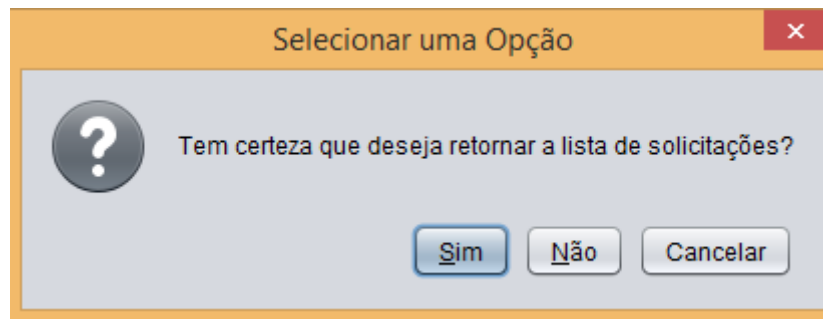 Selecionar uma Opção
Tem certeza que deseja retornar a lista de solicitações?
Sim Não Cancelar